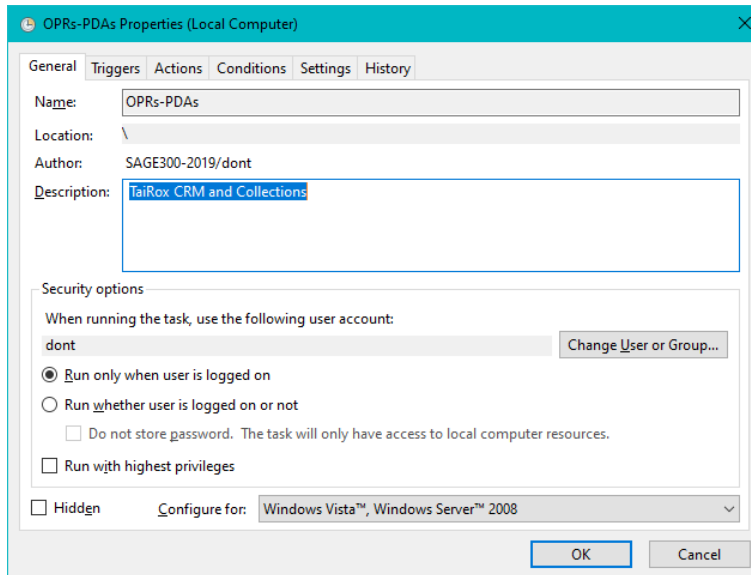 OPRs-PDAs Properties (Local Computer)
General Triggers Actions Conditions Settings History
Name: OPRs-PDAs
Location: \
Author: SAGE300-2019/dont
Description: TaiRox CRM and Collections
Security options
When running the task, use the following user account:
dont Change User or Group...
Run only when user is logged on
Run whether user is logged on or not
Do not store password. The task will only have access to local computer resources.
Run with highest privileges
Hidden Configure for: Windows Vista™, Windows Server™ 2008
OK Cancel